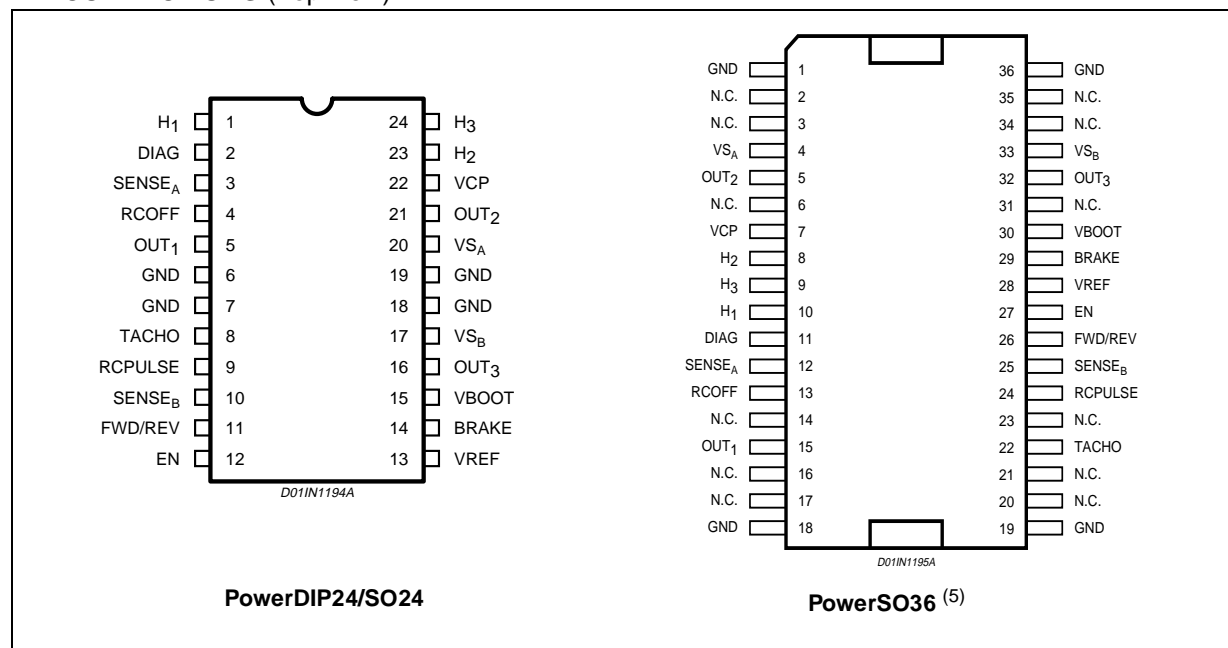 H1 1 24 H3
DIAG 2 23 H2
SENSEA 3 22 VCP
RCOFF 4 21 OUT2
OUT1 5 20 VSA
GND 6 19 GND
GND 7 18 GND
TACHO 8 17 VSB
RCPULSE 9 16 OUT3
SENSEB 10 15 VBOOT
FWD/REV 11 14 BRAKE
EN 12 13 VREF
D01IN1194A
PowerDIP24/SO24
GND 1 36 GND
N.C. 2 35 N.C.
N.C. 3 34 N.C.
VSA 4 33 VSB
OUT2 5 32 OUT3
N.C. 6 31 N.C.
VCP 7 30 VBOOT
H2 8 29 BRAKE
H3 9 28 VREF
H1 10 27 EN
DIAG 11 26 FWD/REV
SENSEA 12 25 SENSEB
RCOFF 13 24 RCPULSE
N.C. 14 23 N.C.
OUT1 15 22 TACHO
N.C. 16 21 N.C.
N.C. 17 20 N.C.
GND 18 19 GND
D01IN1195A
PowerSO36 (5)